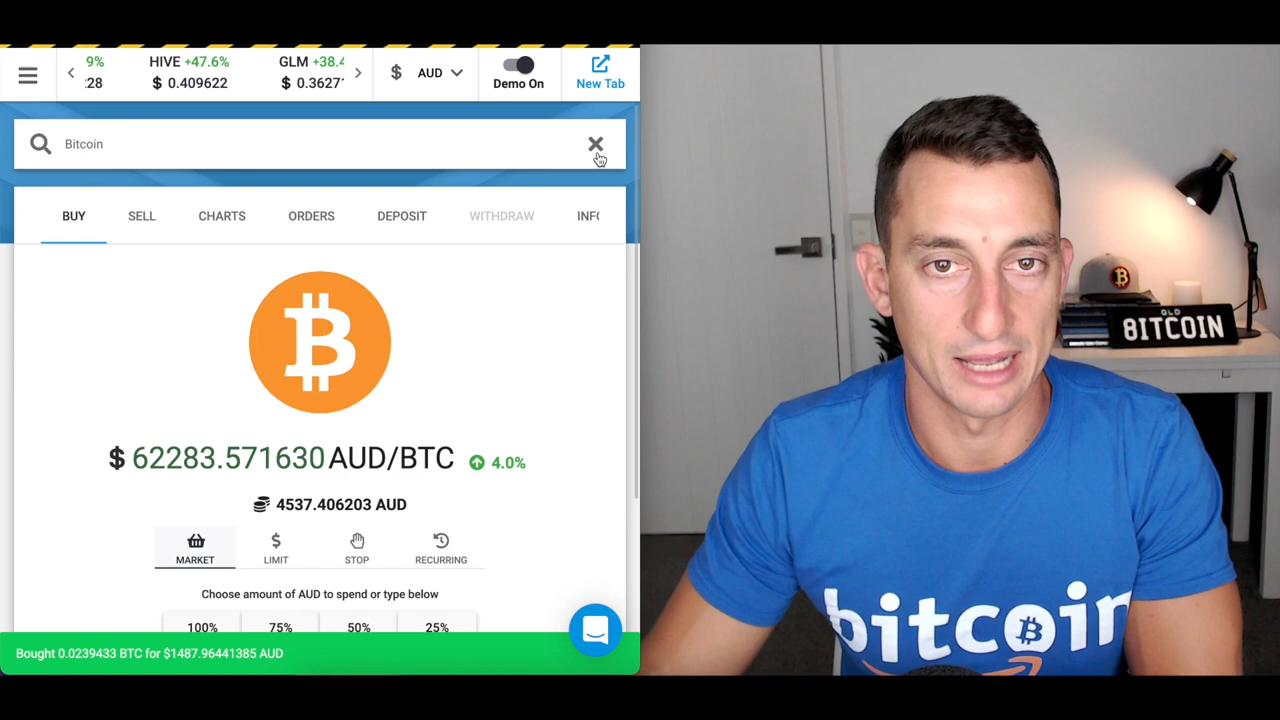 9% HIVE +47.6% GLM +38.4
.28 $ 0.409622 $ 0.3627
$ AUD
Demo On
New Tab
Bitcoin
BUY SELL CHARTS ORDERS DEPOSIT WITHDRAW INFO
$ 62283.571630 AUD/BTC 4.0%
4537.406203 AUD
MARKET LIMIT STOP RECURRING
Choose amount of AUD to spend or type below
100% 75% 50% 25%
Bought 0.0239433 BTC for $1487.96441385 AUD
QLD
8ITCOIN
bitcoin